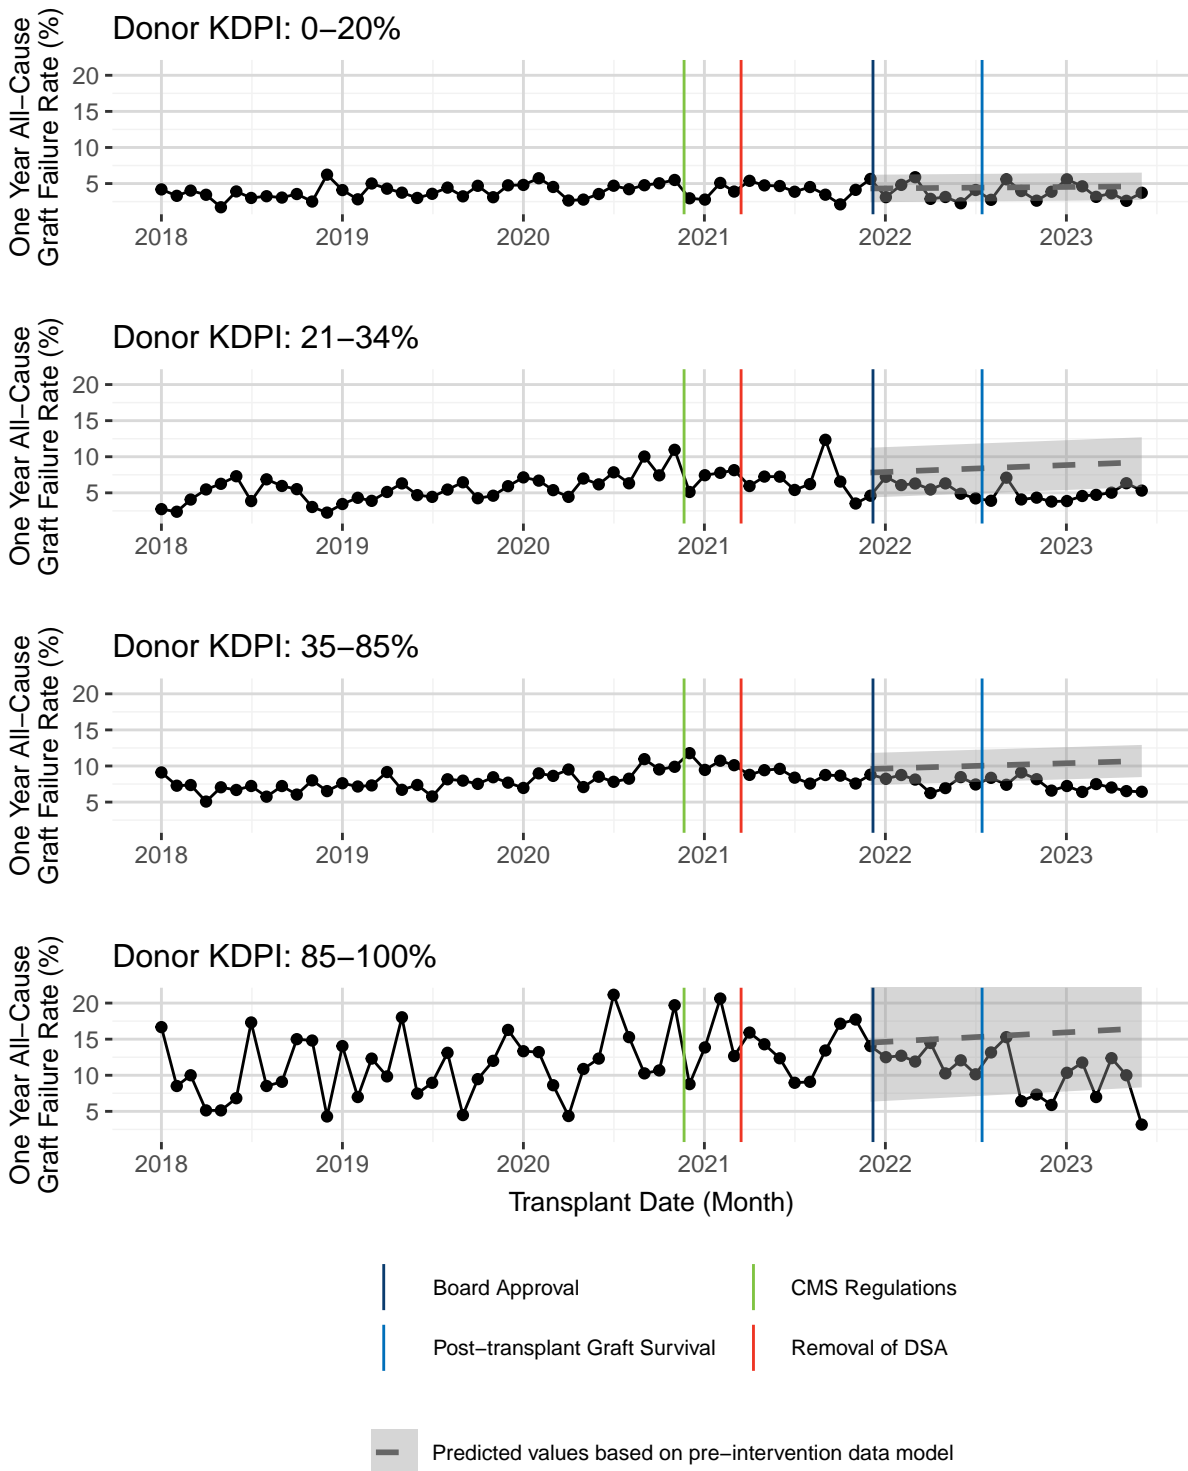 Donor KDPI: 0−20%
One Year All−Cause
Graft Failure Rate (%)
20
15
10
5
2018 2019 2020 2021 2022 2023
Donor KDPI: 21−34%
One Year All−Cause
Graft Failure Rate (%)
20
15
10
5
2018 2019 2020 2021 2022 2023
Donor KDPI: 35−85%
One Year All−Cause
Graft Failure Rate (%)
20
15
10
5
2018 2019 2020 2021 2022 2023
Donor KDPI: 85−100%
One Year All−Cause
Graft Failure Rate (%)
20
15
10
5
2018 2019 2020 2021 2022 2023
Transplant Date (Month)
Board Approval
CMS Regulations
Post−transplant Graft Survival
Removal of DSA
Predicted values based on pre−intervention data model